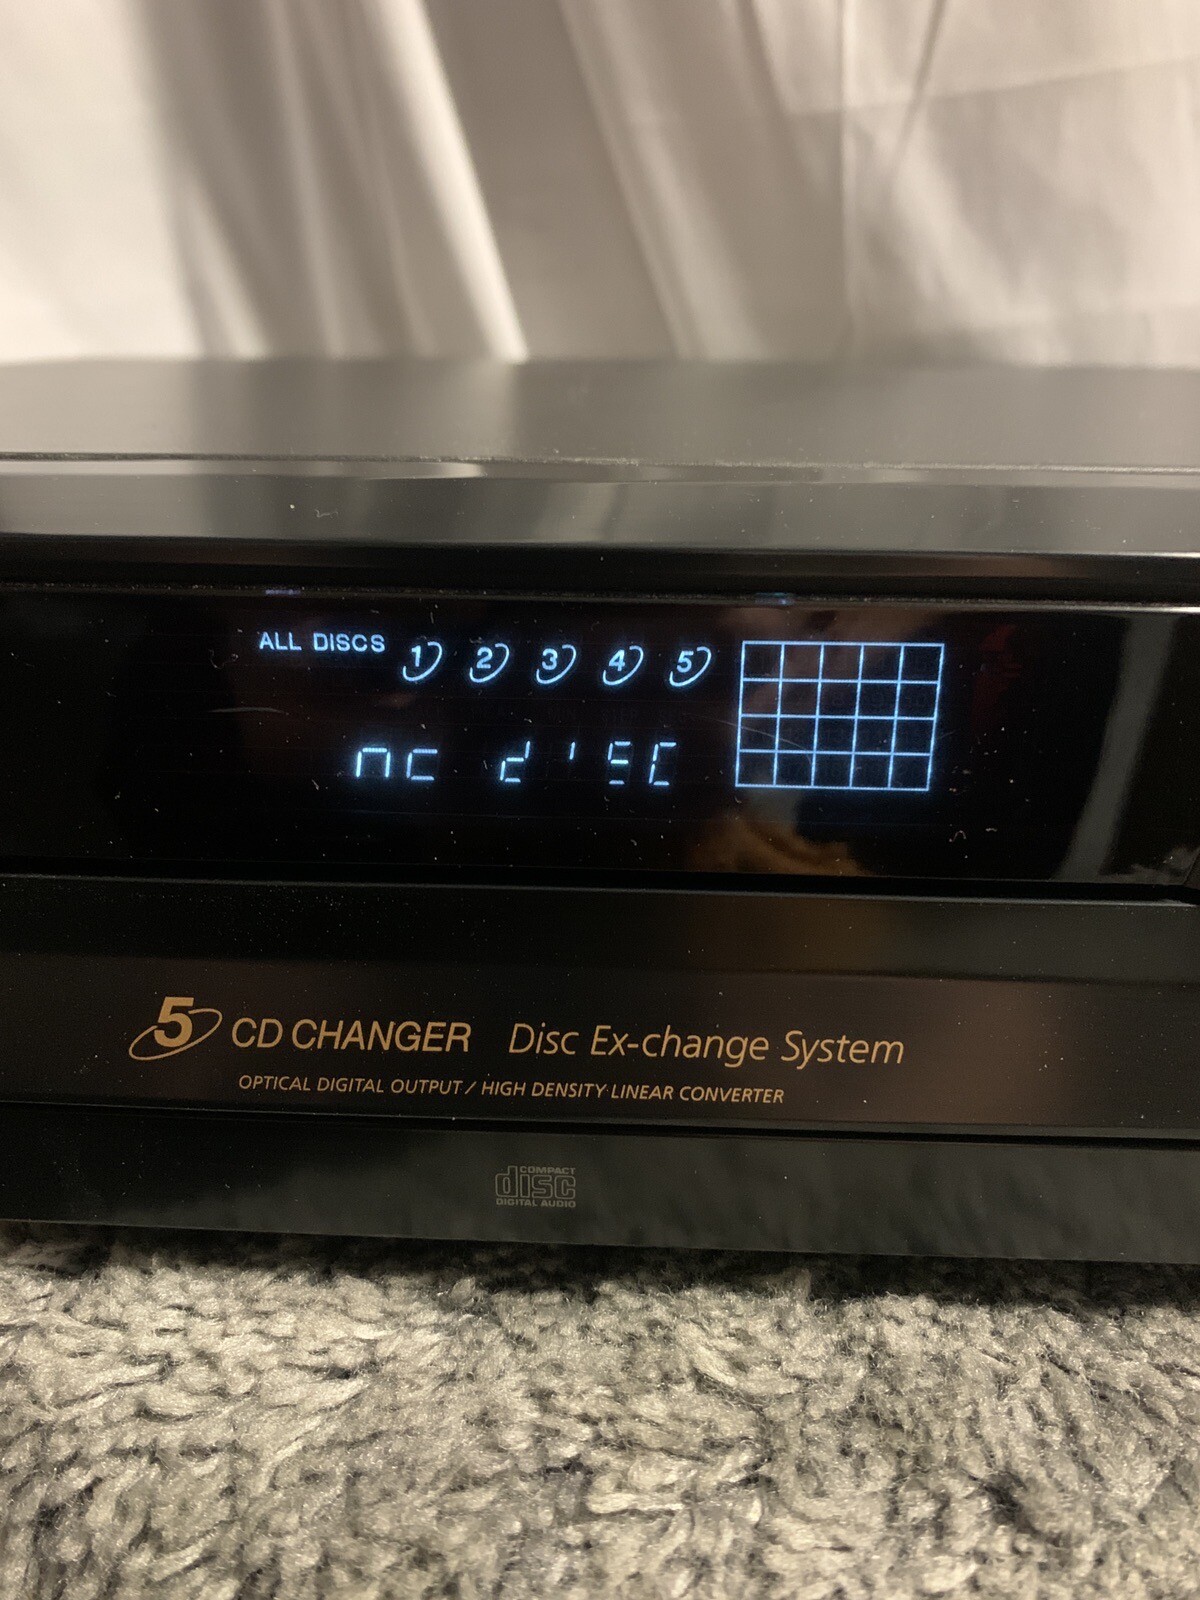 ALL DISCS 1 2 3 4 5
no disc
5 CD CHANGER Disc Ex-change System
OPTICAL DIGITAL OUTPUT / HIGH DENSITY LINEAR CONVERTER
COMPACT
disc
DIGITAL AUDIO